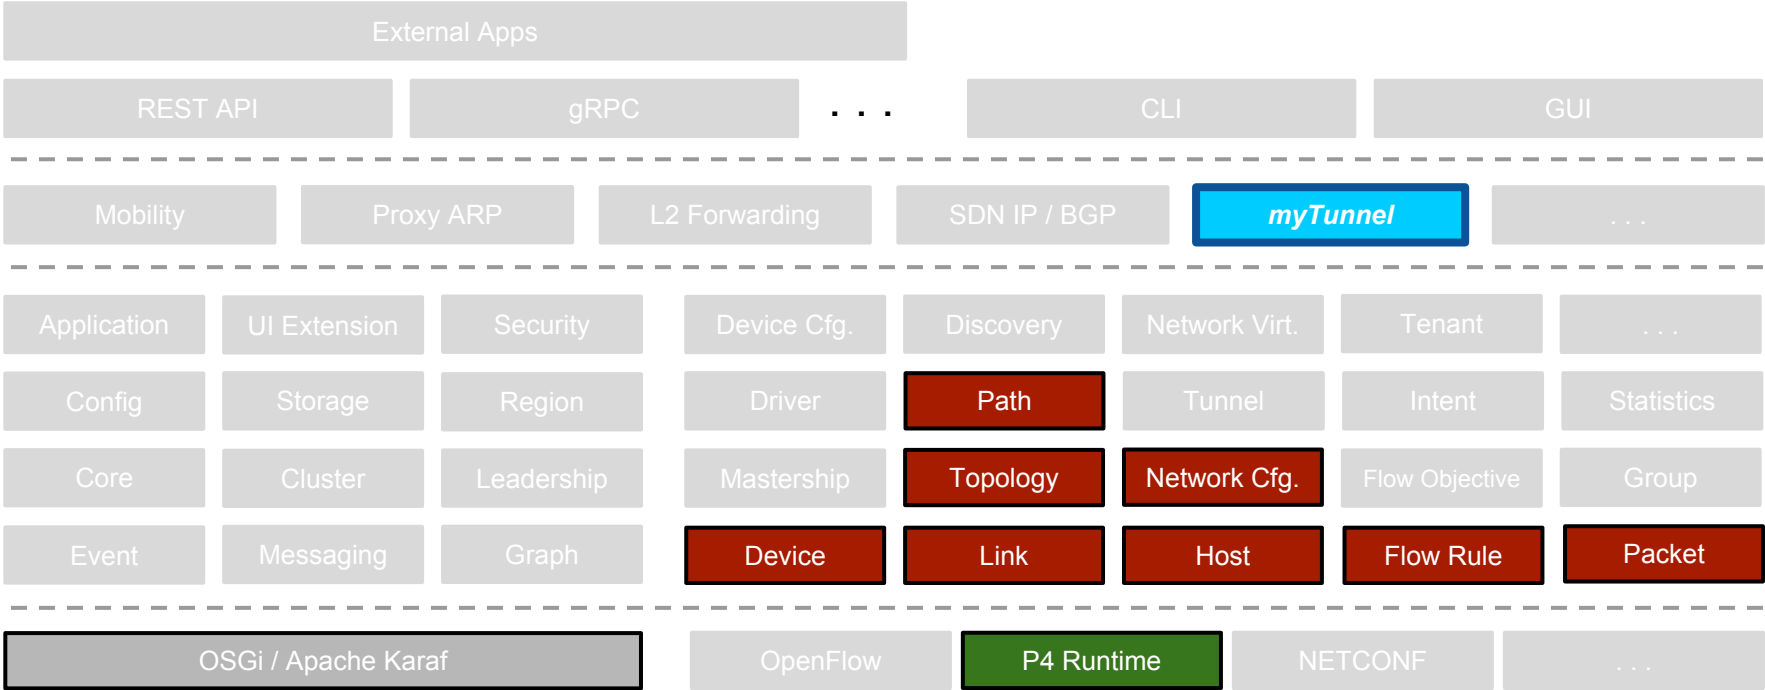 External Apps
REST API gRPC . . . CLI GUI
Mobility Proxy ARP L2 Forwarding SDN IP / BGP myTunnel . . .
Application UI Extension Security Device Cfg. Discovery Network Virt. Tenant . . .
Config Storage Region Driver Path Tunnel Intent Statistics
Core Cluster Leadership Mastership Topology Network Cfg. Flow Objective Group
Event Messaging Graph Device Link Host Flow Rule Packet
OSGi / Apache Karaf OpenFlow P4 Runtime NETCONF . . .